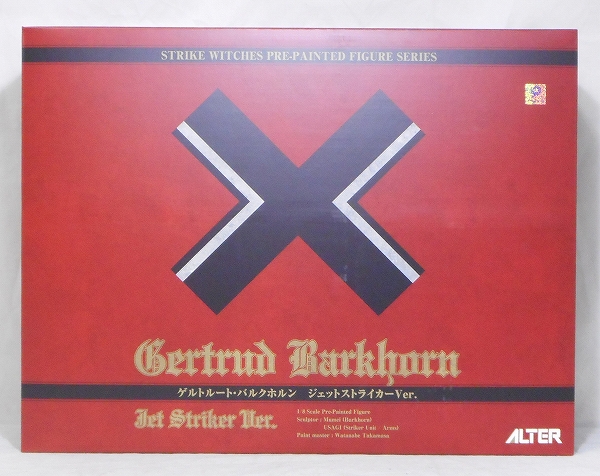 STRIKE WITCHES PRE-PAINTED FIGURE SERIES
Gertrud Barkhorn
ゲルトルート・バルクホルン ジェットストライカーVer.
Jet Striker Ver.
1/8 Scale Pre-Painted Figure
Sculptor : Munei (Barkhorn)
USAGI (Striker Unit · Arms)
Paint master : Watanabe Takamasa
ALTER